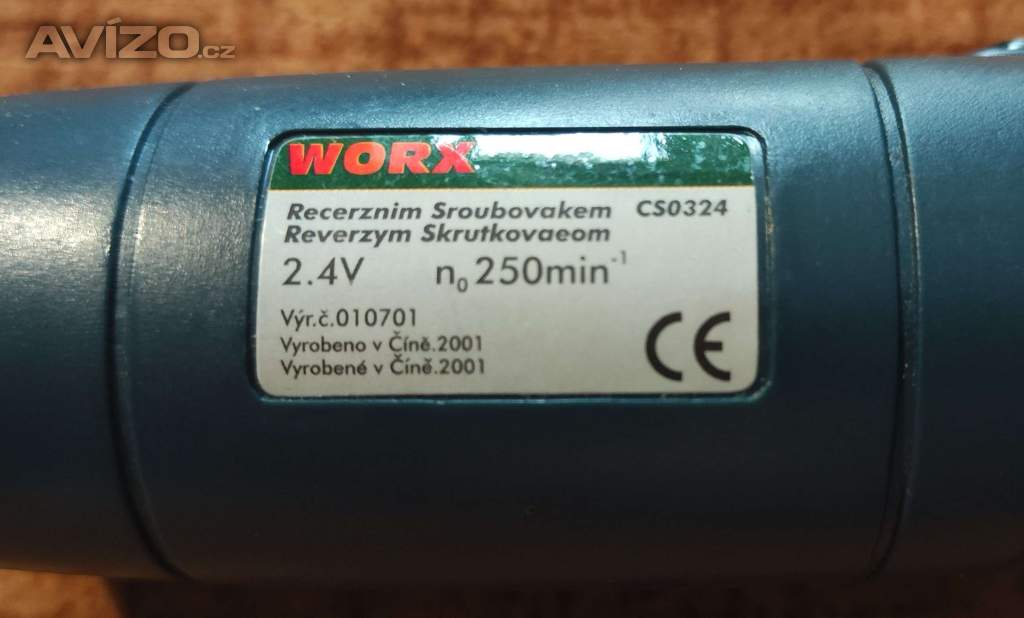 AVÍZO.cz
WORX
Recerznim Sroubovakem CS0324
Reverzym Skrutkovaeom
2.4V n₀ 250min⁻¹
Výr.č.010701
Vyrobeno v Číně.2001
Vyrobené v Číně.2001
CE